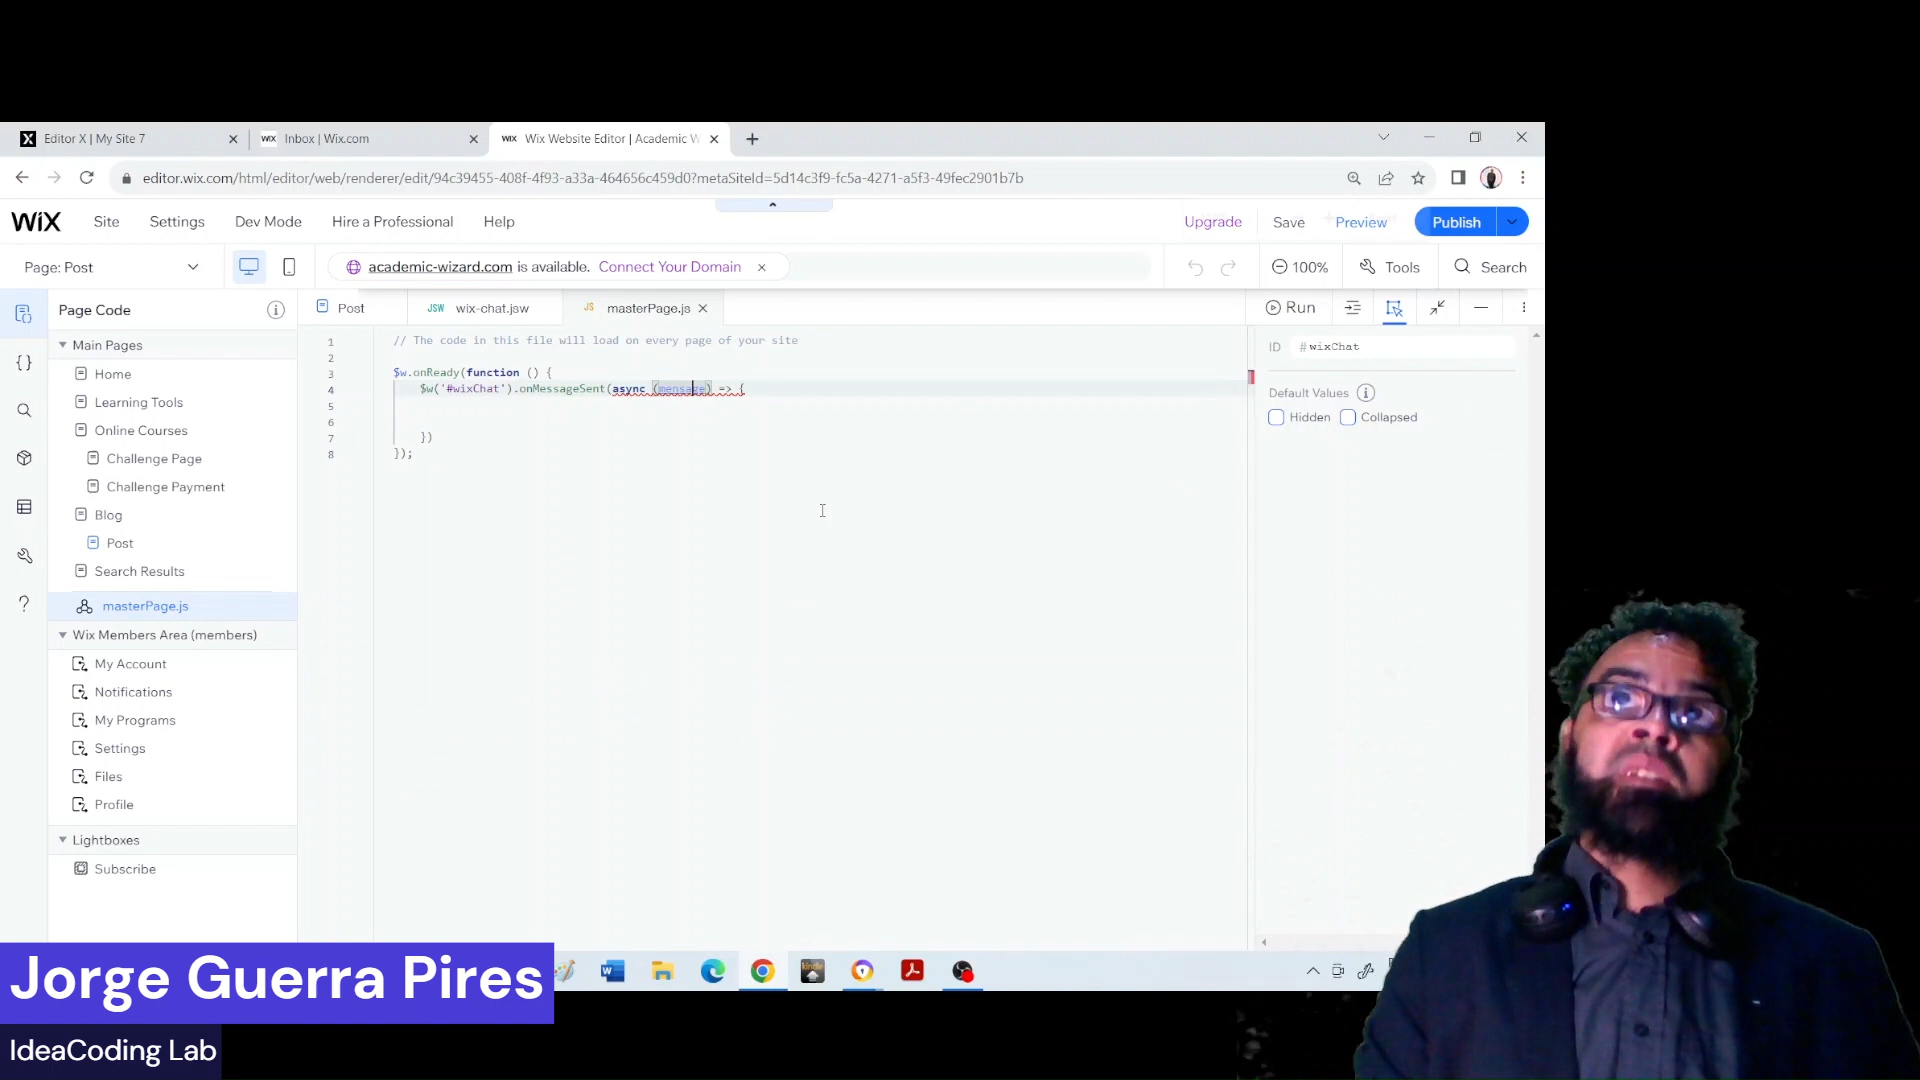 Editor X | My Site 7
WiX Inbox | Wix.com
WiX Wix Website Editor | Academic W
editor.wix.com/html/editor/web/renderer/edit/94c39455-408f-4f93-a33a-464656c459d0?metaSiteId=5d14c3f9-fc5a-4271-a5f3-49fec2901b7b
WiX Site Settings Dev Mode Hire a Professional Help Upgrade Save Preview Publish
Page: Post academic-wizard.com is available. Connect Your Domain 100% Tools Search
Page Code
Post JSW wix-chat.jsw JS masterPage.js Run
Main Pages
Home
Learning Tools
Online Courses
Challenge Page
Challenge Payment
Blog
Post
Search Results
masterPage.js
Wix Members Area (members)
My Account
Notifications
My Programs
Settings
Files
Profile
Lightboxes
Subscribe
1 // The code in this file will load on every page of your site
2
3 $w.onReady(function () {
4 $w('#wixChat').onMessageSent(async (mensage) => {
5
6
7 })
8 });
ID #wixChat
Default Values
Hidden Collapsed
kindle
Jorge Guerra Pires
IdeaCoding Lab